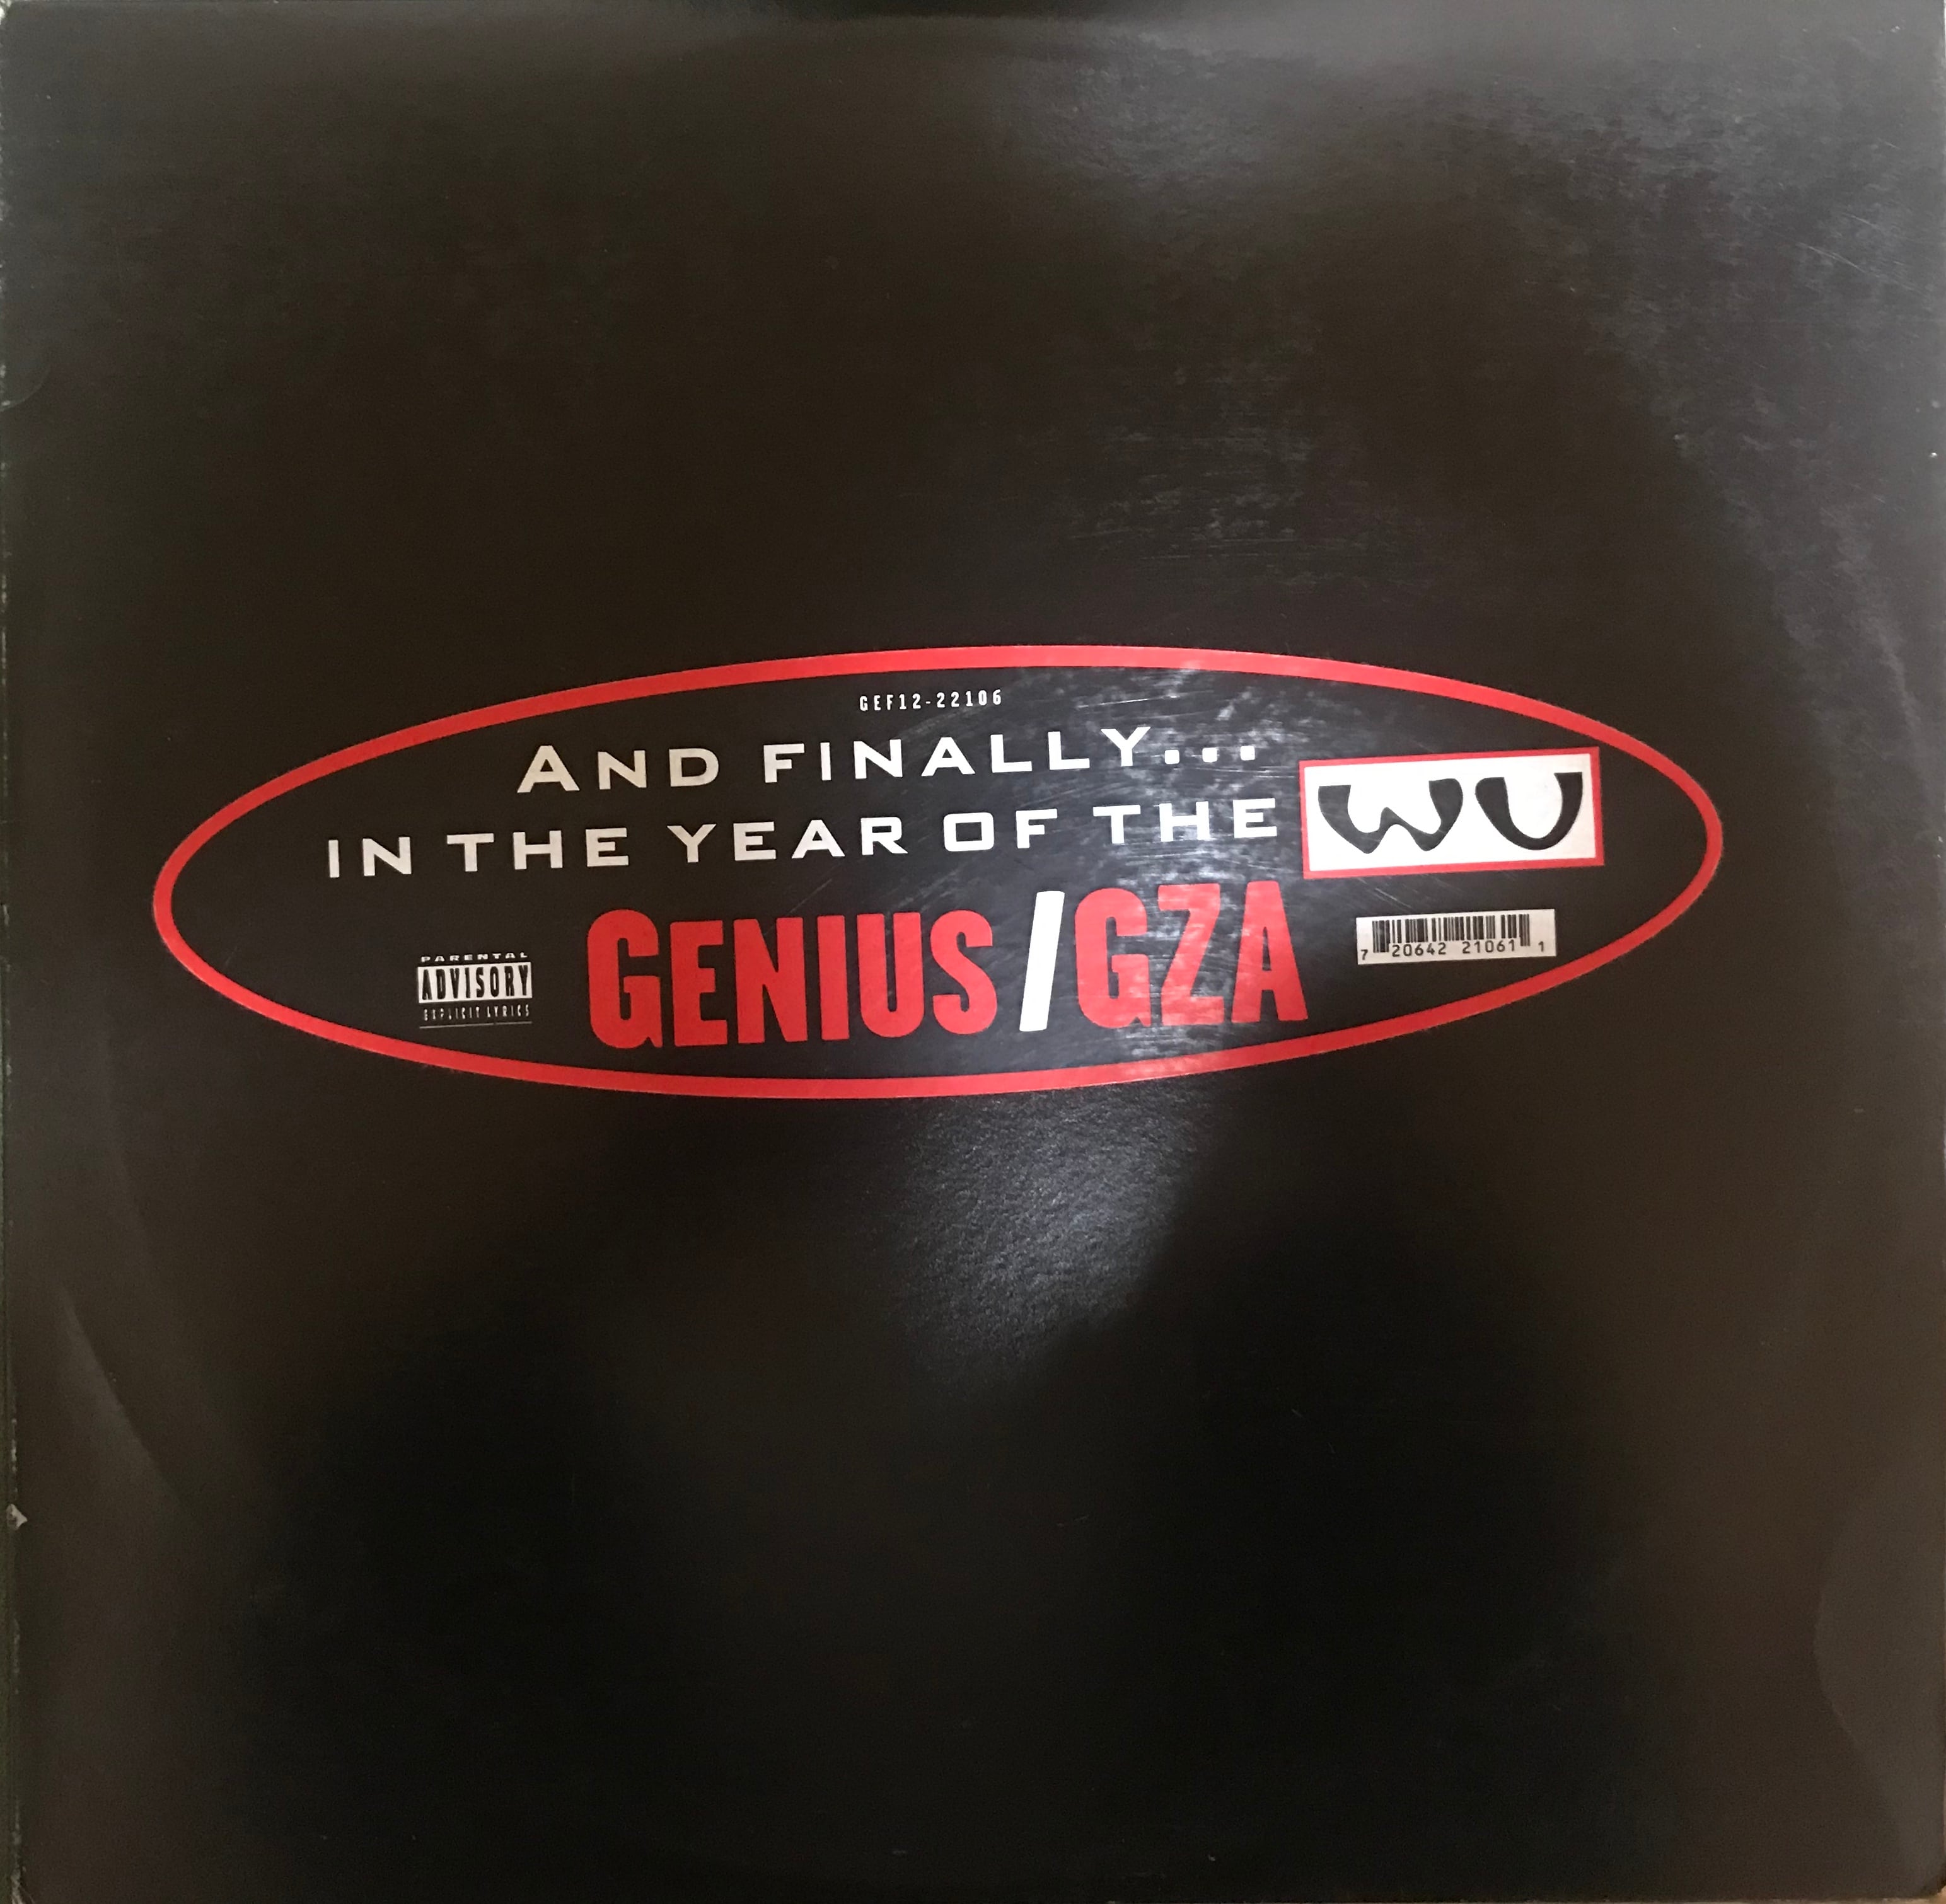 GEF12-22106
AND FINALLY...
IN THE YEAR OF THE WU
GENIUS/GZA
PARENTAL
ADVISORY
EXPLICIT LYRICS
7 20642 21061 1